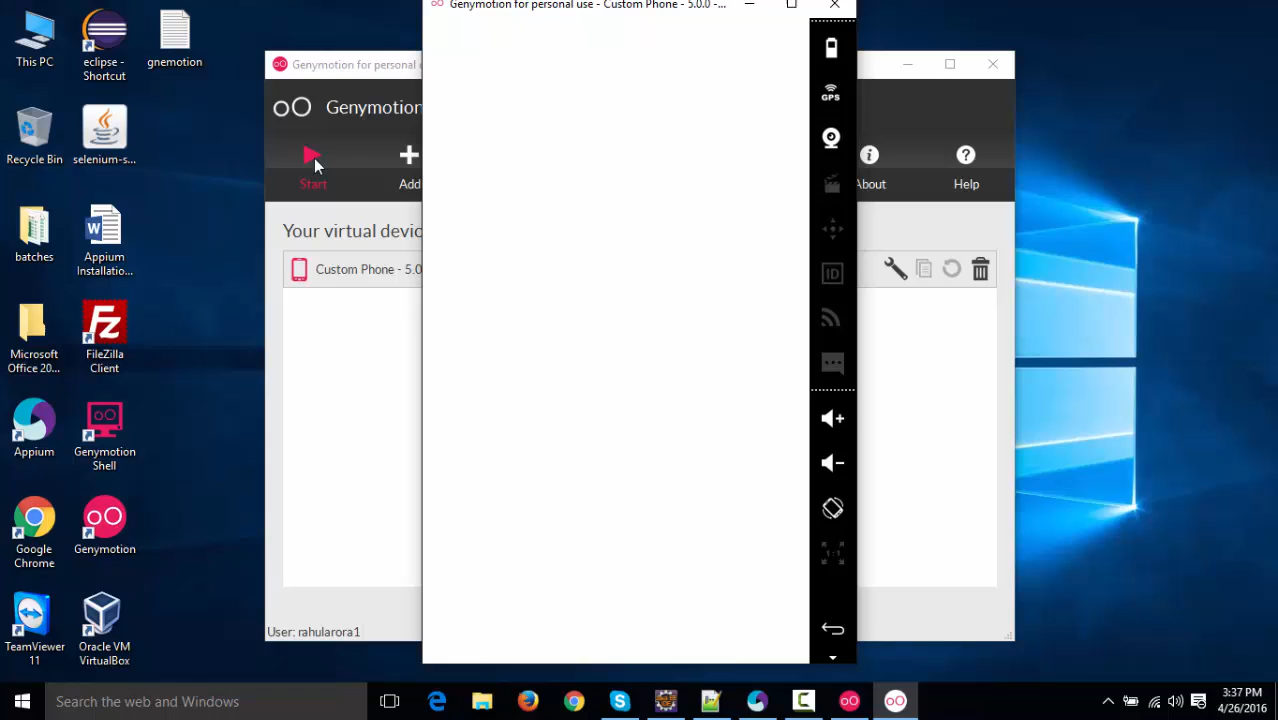 Genymotion for personal use - Custom Phone - 5.0.0 -...
This PC
eclipse -
Shortcut
gnemotion
Genymotion for personal u
oO Genymotion
GPS
Recycle Bin
selenium-s...
Start
Add
About
Help
Your virtual devic
batches
Appium
Installatio...
Custom Phone - 5.0
ID
Microsoft
Office 20...
FileZilla
Client
Appium
Genymotion
Shell
1:1
Google
Chrome
Genymotion
User: rahularora1
TeamViewer
11
Oracle VM
VirtualBox
Search the web and Windows
3:37 PM
4/26/2016